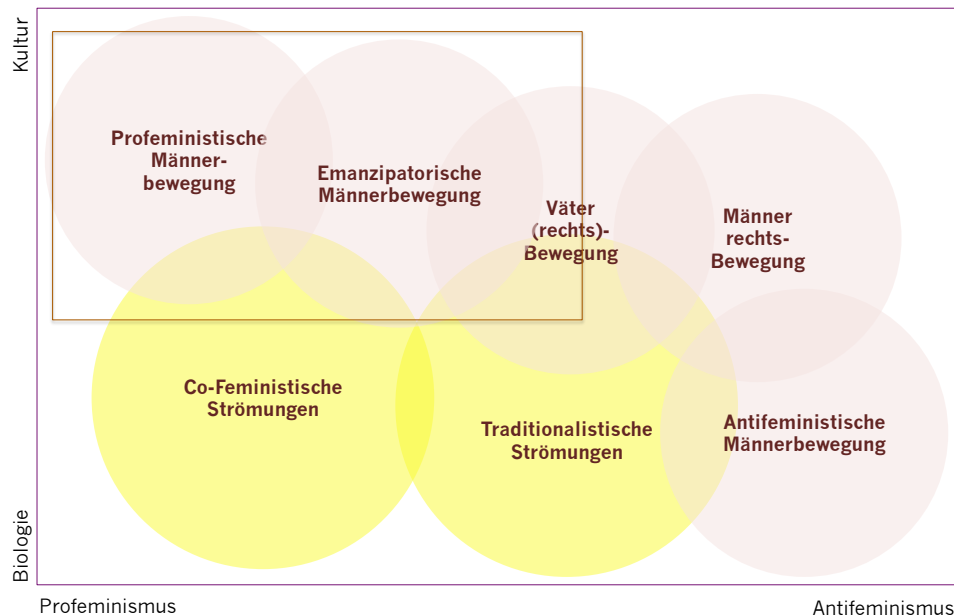 Kultur
Profeministische
Männer-
bewegung
Emanzipatorische
Männerbewegung
Väter
(rechts)-
Bewegung
Männer
rechts-
Bewegung
Co-Feministische
Strömungen
Traditionalistische
Strömungen
Antifeministische
Männerbewegung
Biologie
Profeminismus
Antifeminismus